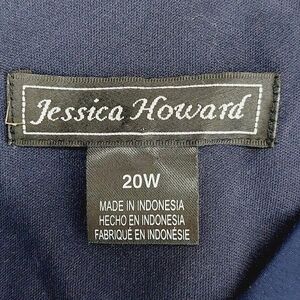 Jessica Howard
20W
MADE IN INDONESIA
HECHO EN INDONESIA
FABRIQUÉ EN INDONÉSIE